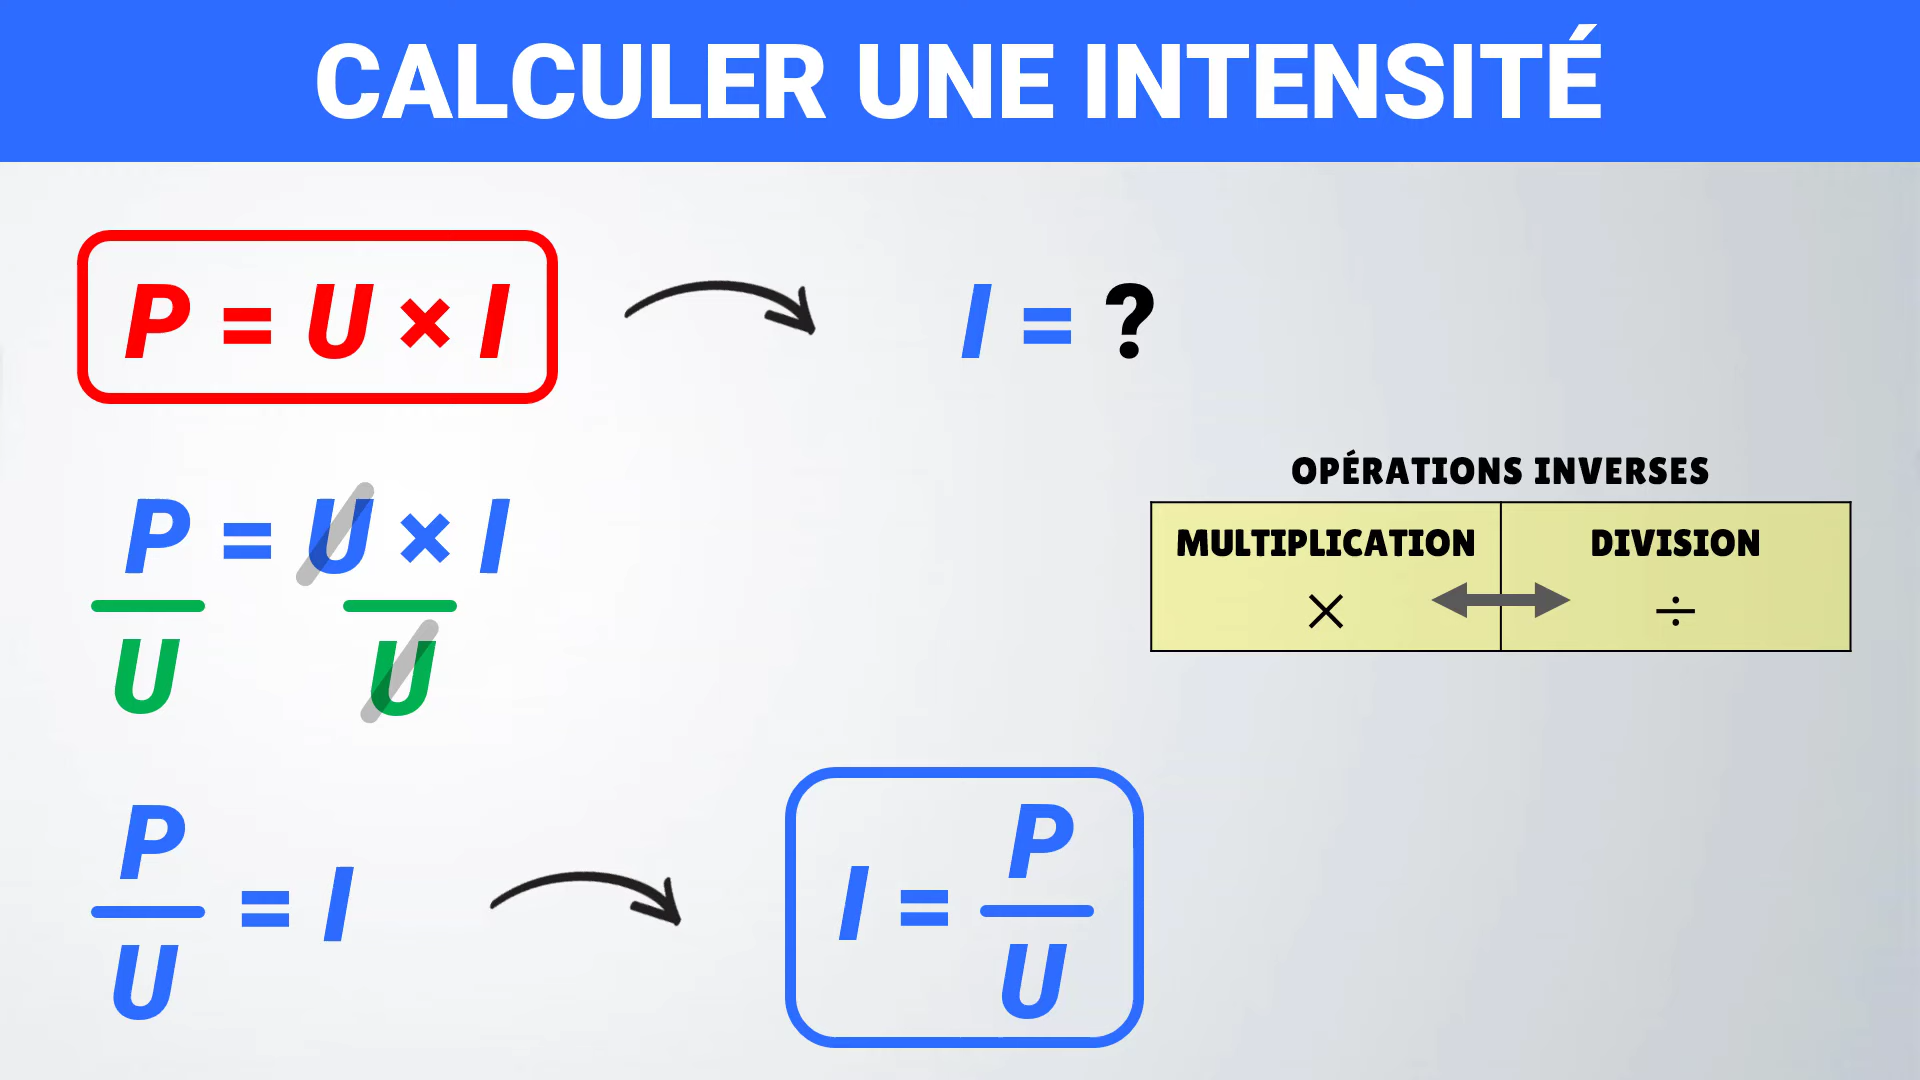 CALCULER UNE INTENSITÉ
P = U × I
I = ?
P = U × I
U U
OPÉRATIONS INVERSES
MULTIPLICATION DIVISION
× ÷
P
U
= I
I =
P
U